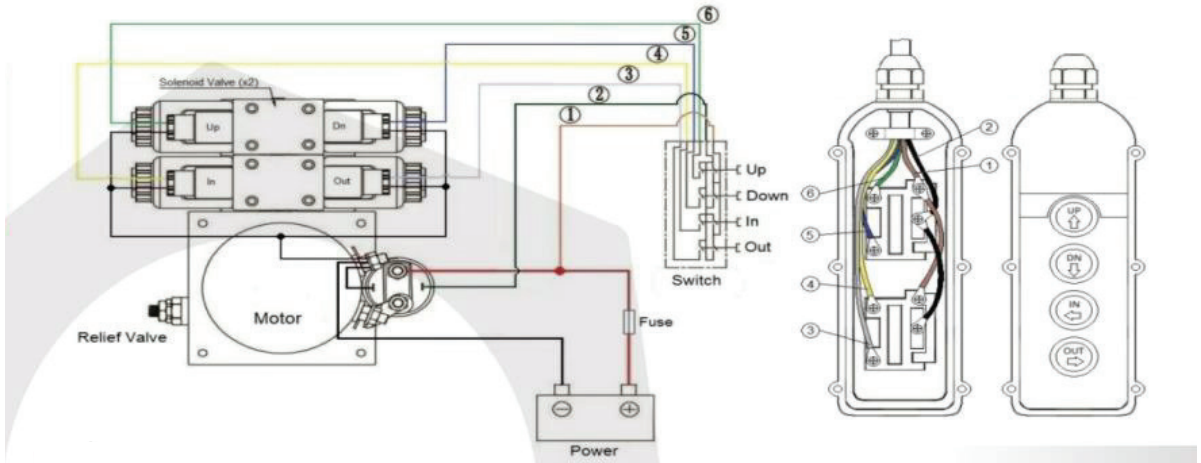 ⑥
⑤
④
③
②
①
Solenoid Valve (x2)
Up
Dn
In
Out
Up
Down
In
Out
Switch
Motor
Relief Valve
Fuse
− +
Power
②
①
⑥
⑤
④
③
UP
DN
IN
OUT